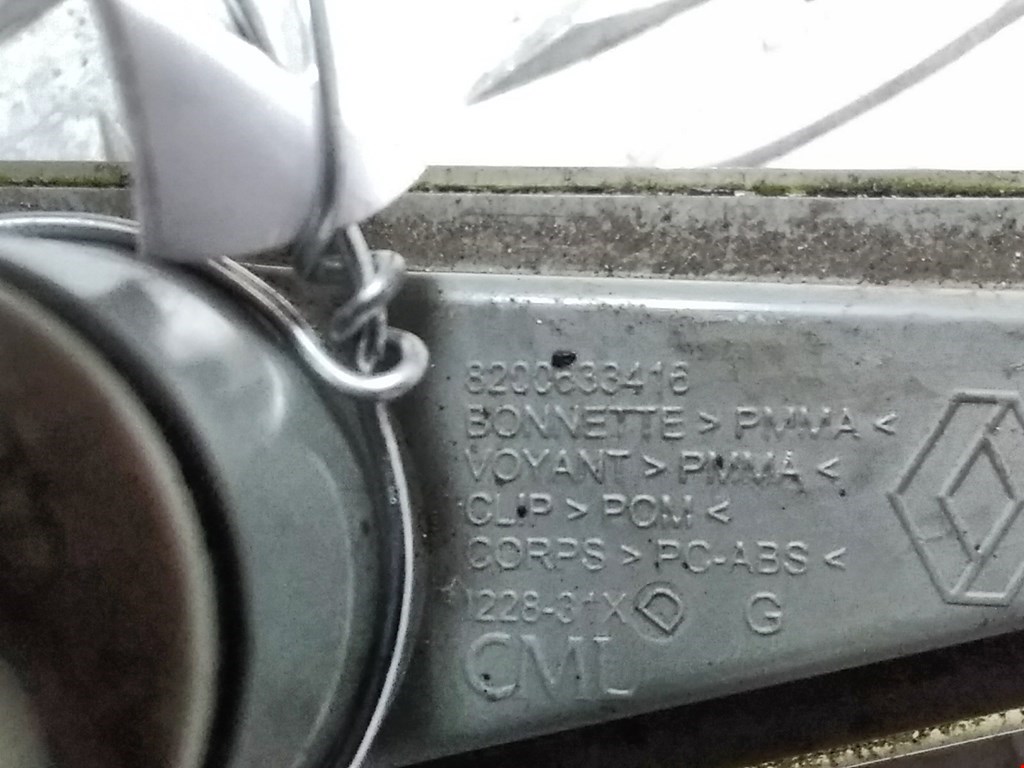 8200633416
BONNETTE > PMMA <
VOYANT > PMMA <
CLIP > POM <
CORPS > PC-ABS <
1228-31X D G
CML